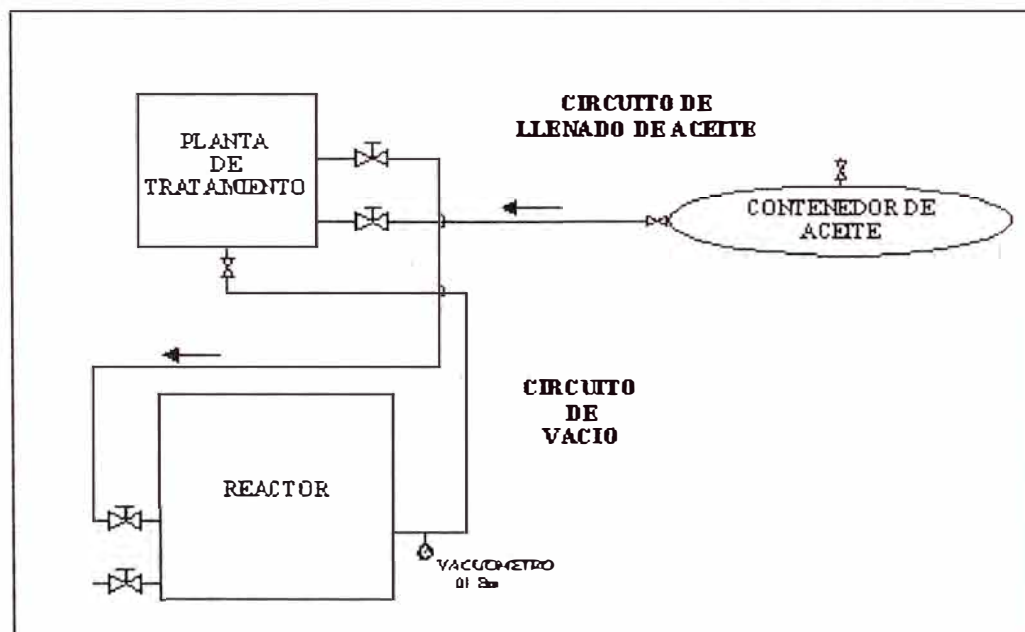 CIRCUITO DE
LLENADO DE ACEITE
PLANTA
DE
TRATAMIENTO
CONTENEDOR DE
ACEITE
CIRCUITO
DE
VACIO
REACTOR
VACUOMETRO